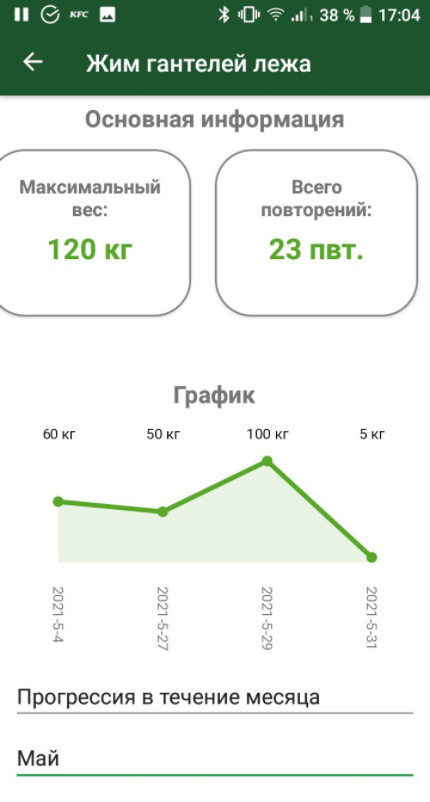 KFC 38 % 17:04
Жим гантелей лежа
Основная информация
Максимальный
вес:
120 кг
Всего
повторений:
23 пвт.
График
60 кг 50 кг 100 кг 5 кг
2021-5-4 2021-5-27 2021-5-29 2021-5-31
Прогрессия в течение месяца
Май